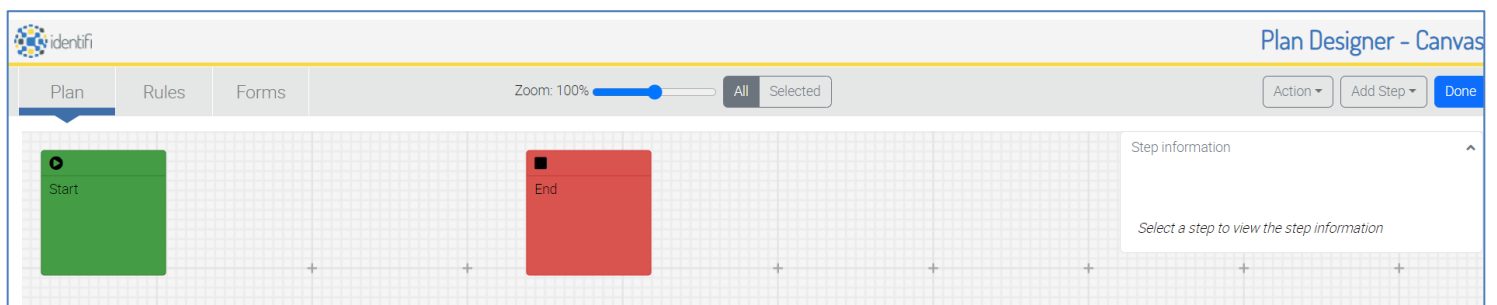 identifi
Plan Designer - Canvas
Plan Rules Forms Zoom: 100% All Selected Action Add Step Done
Step information
Start
End
Select a step to view the step information